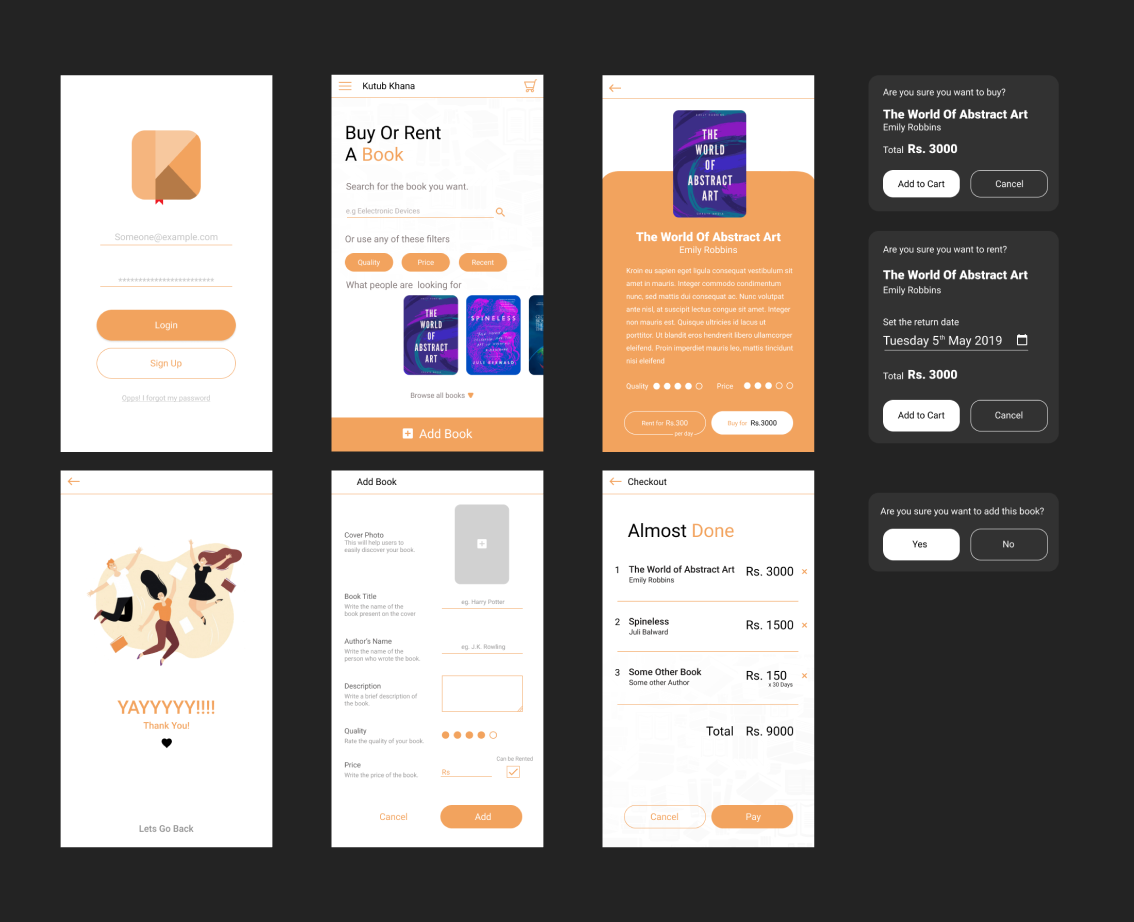 Someone@example.com
************************
Login
Sign Up
Opps! I forgot my password
Kutub Khana
Buy Or Rent
A Book
Search for the book you want.
e.g Eelectronic Devices
Or use any of these filters
Quality
Price
Recent
What people are looking for
THE
WORLD
OF
ABSTRACT
ART
SPINELESS
JULI BERWALD
Browse all books
Add Book
THE
WORLD
OF
ABSTRACT
ART
The World Of Abstract Art
Emily Robbins
Kroin eu sapien eget ligula consequat vestibulum sit
amet in mauris. Integer commodo condimentum
nunc, sed mattis dui consequat ac. Nunc volutpat
ante nisl, at suscipit lectus congue sit amet. Integer
non mauris est. Quisque ultricies id lacus ut
porttitor. Ut blandit eros hendrerit libero ullamcorper
eleifend. Proin imperdiet mauris leo, mattis tincidunt
nisi eleifend
Quality
Price
Rent for Rs.300
per day
Buy for Rs.3000
Are you sure you want to buy?
The World Of Abstract Art
Emily Robbins
Total Rs. 3000
Add to Cart
Cancel
Are you sure you want to rent?
The World Of Abstract Art
Emily Robbins
Set the return date
Tuesday 5th May 2019
Total Rs. 3000
Add to Cart
Cancel
YAYYYYY!!!!
Thank You!
Lets Go Back
Add Book
Cover Photo
This will help users to
easily discover your book.
Book Title
Write the name of the
book present on the cover
eg. Harry Potter
Author's Name
Write the name of the
person who wrote the book.
eg. J.K. Rowling
Description
Write a brief description of
the book.
Quality
Rate the quality of your book.
Price
Write the price of the book.
Rs
Can be Rented
Cancel
Add
Checkout
Almost Done
1 The World of Abstract Art Rs. 3000 ×
Emily Robbins
2 Spineless Rs. 1500 ×
Juli Balward
3 Some Other Book Rs. 150 ×
Some other Author x 30 Days
Total Rs. 9000
Cancel
Pay
Are you sure you want to add this book?
Yes
No